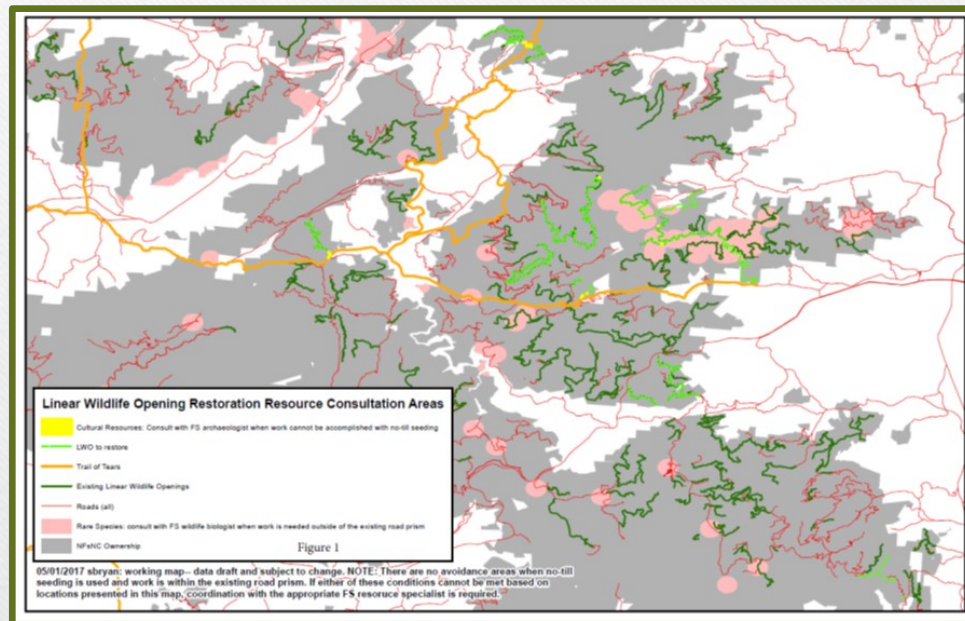 Linear Wildlife Opening Restoration Resource Consultation Areas
Cultural Resources: Consult with FS archaeologist when work cannot be accomplished with no-till seeding
LWO to restore
Trail of Tears
Existing Linear Wildlife Openings
Roads (all)
Rare Species: consult with FS wildlife biologist when work is needed outside of the existing road prism
NFsNC Ownership
Figure 1
05/01/2017 sbryan: working map-- data draft and subject to change. NOTE: There are no avoidance areas when no-till
seeding is used and work is within the existing road prism. If either of these conditions cannot be met based on
locations presented in this map, coordination with the appropriate FS resoruce specialist is required.